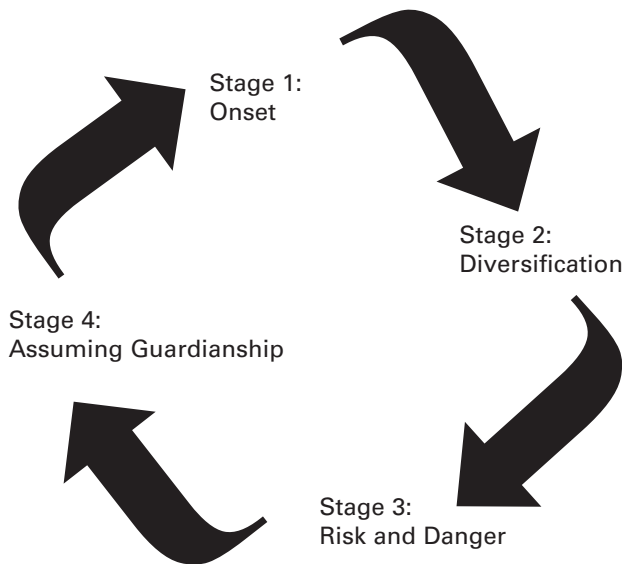 Stage 1:
Onset
Stage 2:
Diversification
Stage 3:
Risk and Danger
Stage 4:
Assuming Guardianship